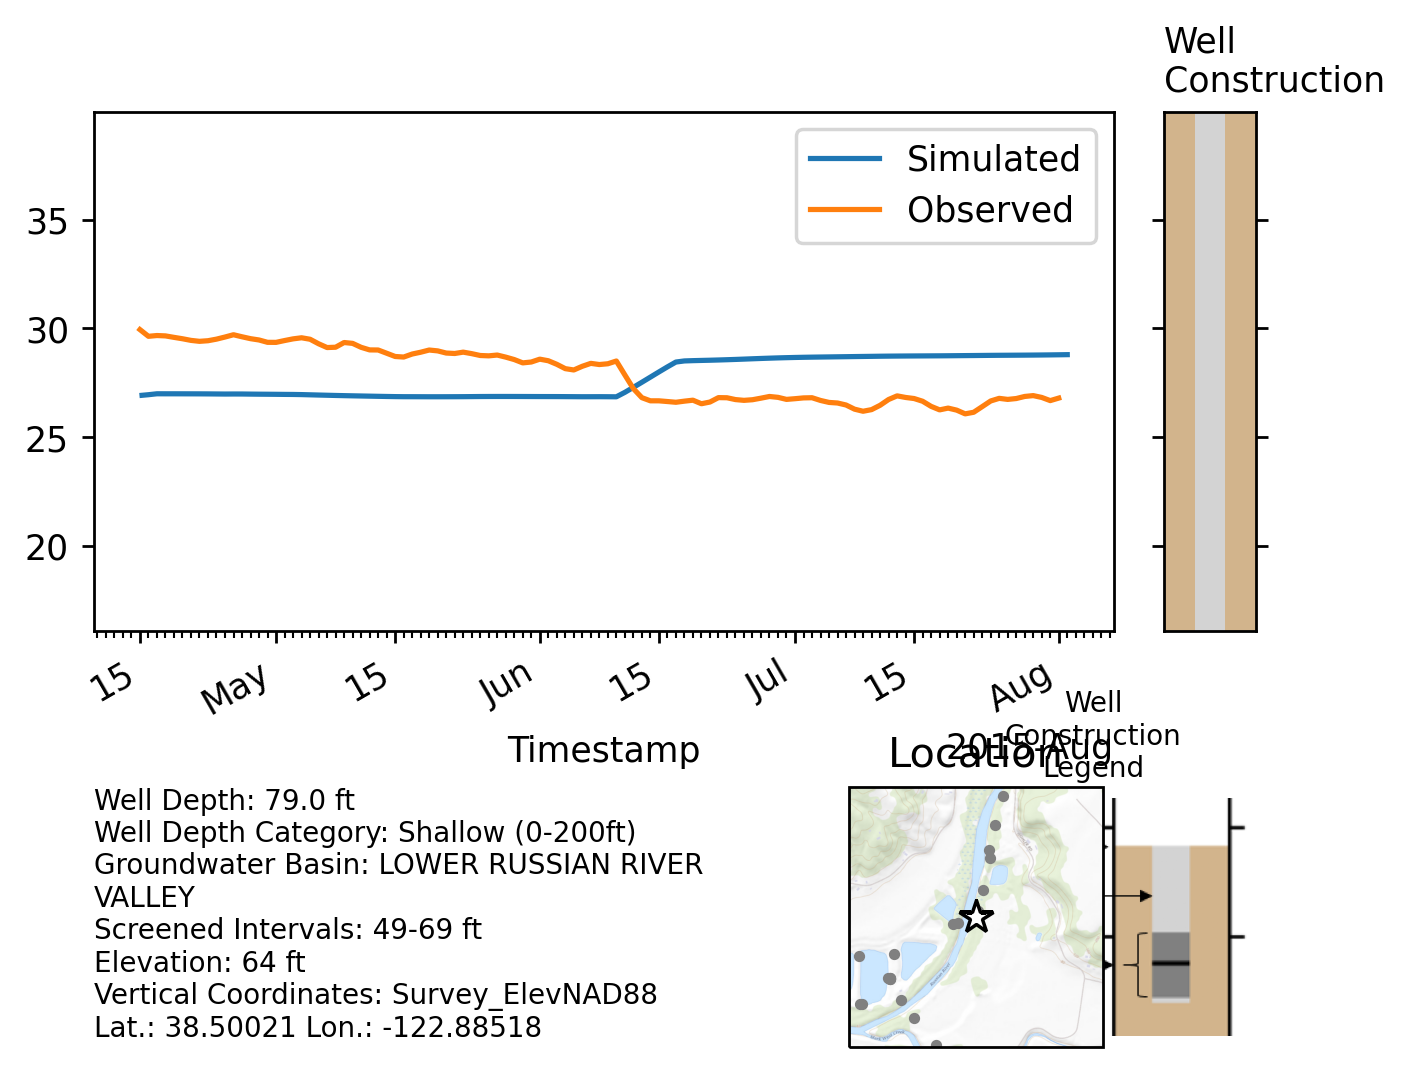 Well
Construction
Simulated
Observed
35
30
25
20
15
May
15
Jun
15
Jul
15
Aug
Timestamp
2015-Aug
Well Depth: 79.0 ft
Well Depth Category: Shallow (0-200ft)
Groundwater Basin: LOWER RUSSIAN RIVER
VALLEY
Screened Intervals: 49-69 ft
Elevation: 64 ft
Vertical Coordinates: Survey_ElevNAD88
Lat.: 38.50021 Lon.: -122.88518
Location
Well
Construction
Legend